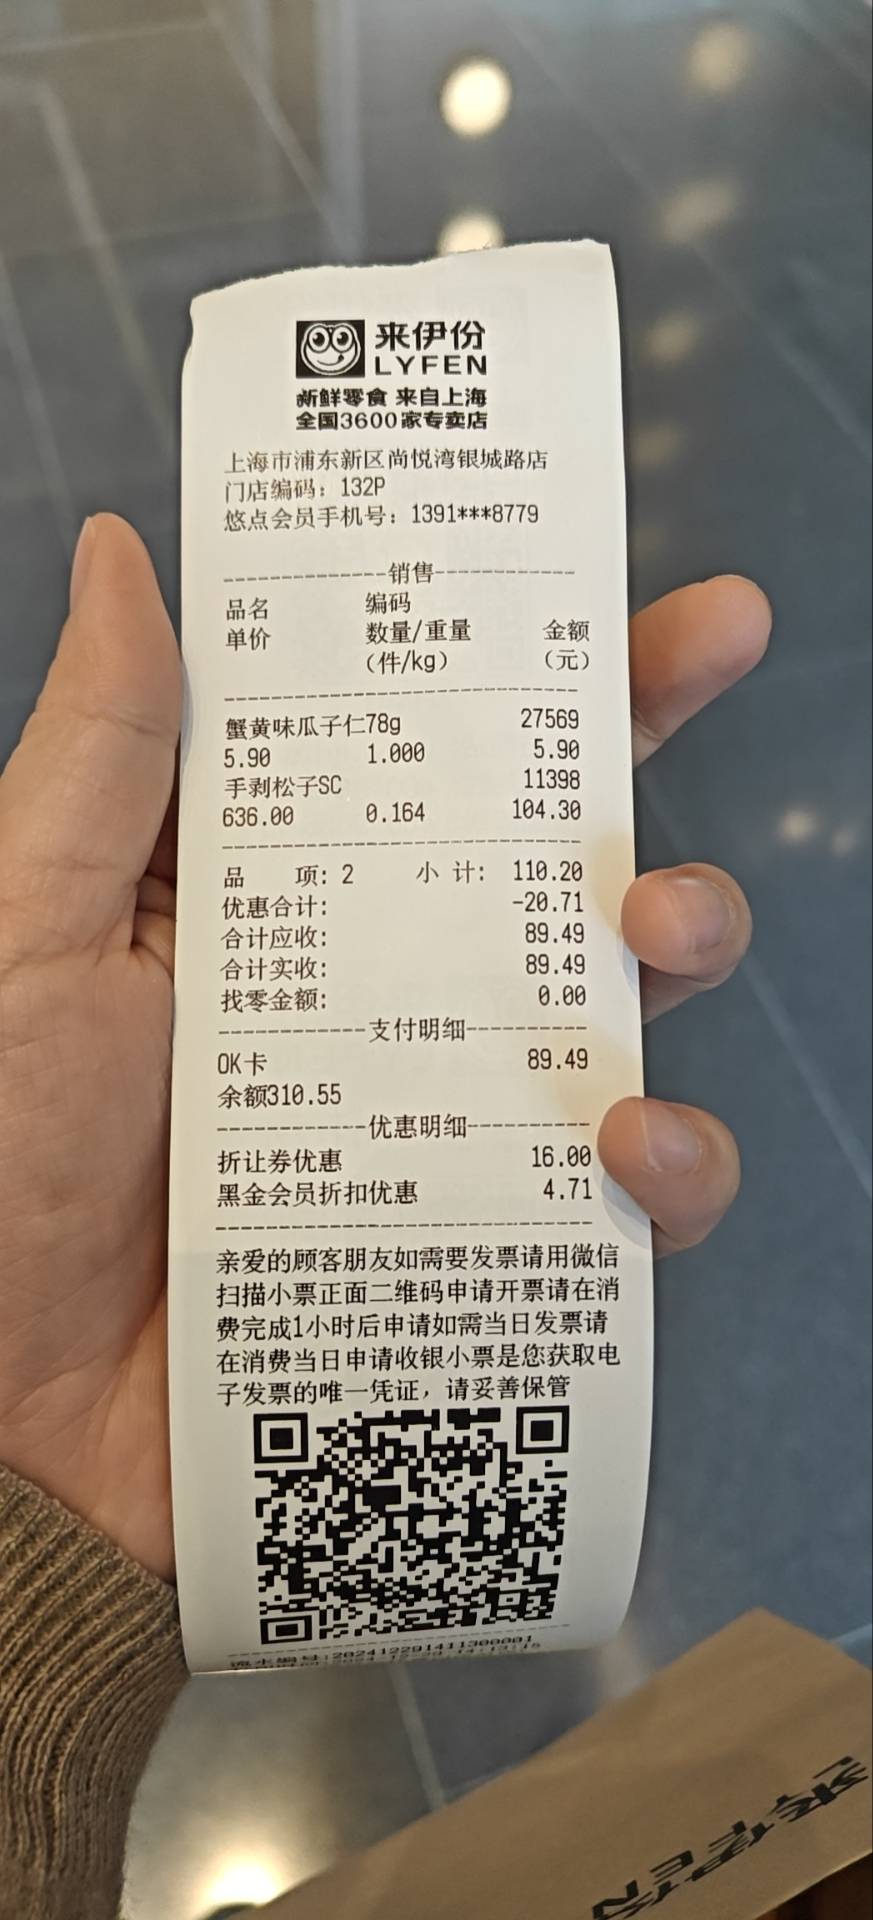 来伊份
LYFEN
新鲜零食 来自上海
全国3600家专卖店
上海市浦东新区尚悦湾银城路店
门店编码：132P
悠点会员手机号：1391***8779
--------------销售------------
品名 编码
单价 数量/重量 金额
（件/kg） （元）
蟹黄味瓜子仁78g 27569
5.90 1.000 5.90
手剥松子SC 11398
636.00 0.164 104.30
品 项: 2 小 计: 110.20
优惠合计: -20.71
合计应收: 89.49
合计实收: 89.49
找零金额: 0.00
------------支付明细----------
OK卡 89.49
余额310.55
------------优惠明细----------
折让券优惠 16.00
黑金会员折扣优惠 4.71
亲爱的顾客朋友如需要发票请用微信
扫描小票正面二维码申请开票请在消
费完成1小时后申请如需当日发票请
在消费当日申请收银小票是您获取电
子发票的唯一凭证，请妥善保管
流水编号:202412291411300001
来伊份
FEN